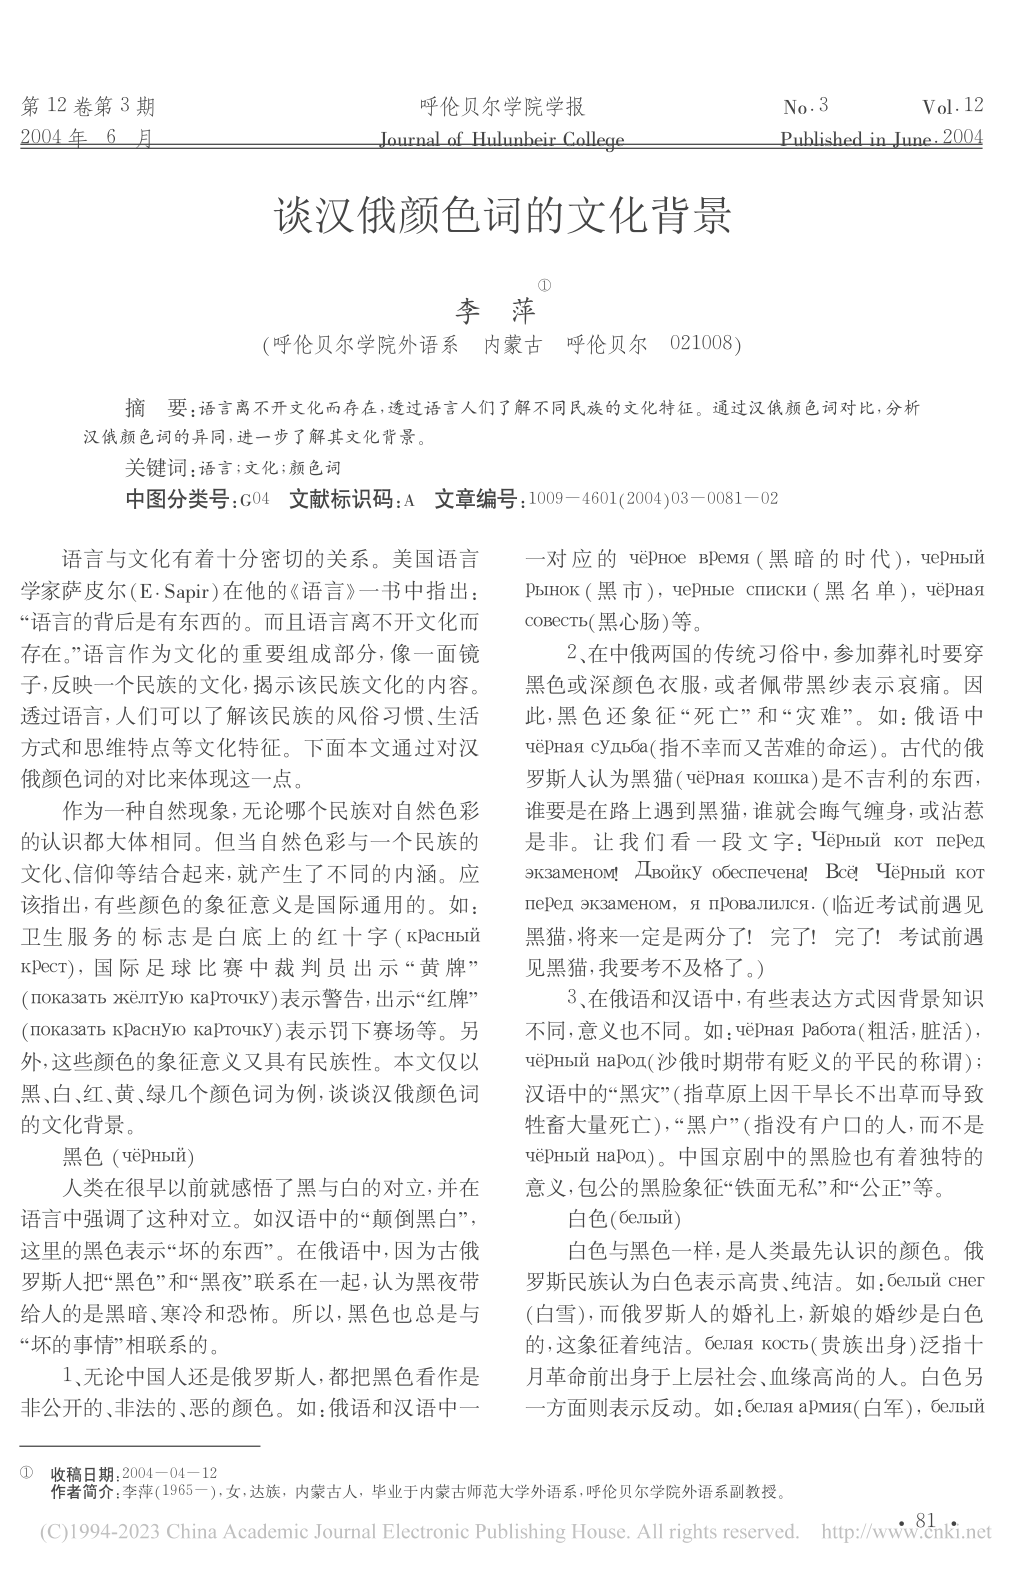 第 12 卷第 3 期 呼伦贝尔学院学报 No.3 Vol.12
2004 年 6 月 Journal of Hulunbeir College Published in June.2004
谈汉俄颜色词的文化背景
李 萍①
(呼伦贝尔学院外语系 内蒙古 呼伦贝尔 021008)
摘 要:语言离不开文化而存在,透过语言人们了解不同民族的文化特征。通过汉俄颜色词对比,分析
汉俄颜色词的异同,进一步了解其文化背景。
关键词:语言;文化;颜色词
中图分类号:G04 文献标识码:A 文章编号:1009-4601(2004)03-0081-02
语言与文化有着十分密切的关系。美国语言
学家萨皮尔(E.Sapir)在他的《语言》一书中指出:
“语言的背后是有东西的。而且语言离不开文化而
存在。”语言作为文化的重要组成部分,像一面镜
子,反映一个民族的文化,揭示该民族文化的内容。
透过语言,人们可以了解该民族的风俗习惯、生活
方式和思维特点等文化特征。下面本文通过对汉
俄颜色词的对比来体现这一点。
作为一种自然现象,无论哪个民族对自然色彩
的认识都大体相同。但当自然色彩与一个民族的
文化、信仰等结合起来,就产生了不同的内涵。应
该指出,有些颜色的象征意义是国际通用的。如:
卫生服务的标志是白底上的红十字(красный
крест),国际足球比赛中裁判员出示“黄牌”
(показать жёлтую карточку)表示警告,出示“红牌”
(показать красную карточку)表示罚下赛场等。另
外,这些颜色的象征意义又具有民族性。本文仅以
黑、白、红、黄、绿几个颜色词为例,谈谈汉俄颜色词
的文化背景。
黑色 (чёрный)
人类在很早以前就感悟了黑与白的对立,并在
语言中强调了这种对立。如汉语中的“颠倒黑白”,
这里的黑色表示“坏的东西”。在俄语中,因为古俄
罗斯人把“黑色”和“黑夜”联系在一起,认为黑夜带
给人的是黑暗、寒冷和恐怖。所以,黑色也总是与
“坏的事情”相联系的。
1、无论中国人还是俄罗斯人,都把黑色看作是
非公开的、非法的、恶的颜色。如:俄语和汉语中一
一对应的 чёрное время(黑暗的时代), черный
рынок(黑市), черные списки(黑名单), чёрная
совесть(黑心肠)等。
2、在中俄两国的传统习俗中,参加葬礼时要穿
黑色或深颜色衣服,或者佩带黑纱表示哀痛。因
此,黑色还象征“死亡”和“灾难”。如:俄语中
чёрная судьба(指不幸而又苦难的命运)。古代的俄
罗斯人认为黑猫(чёрная кошка)是不吉利的东西,
谁要是在路上遇到黑猫,谁就会晦气缠身,或沾惹
是非。让我们看一段文字: Чёрный кот перед
экзаменом! Двойку обеспечена! Всё! Чёрный кот
перед экзаменом, я провалился.(临近考试前遇见
黑猫,将来一定是两分了! 完了! 完了! 考试前遇
见黑猫,我要考不及格了。)
3、在俄语和汉语中,有些表达方式因背景知识
不同,意义也不同。如:чёрная работа(粗活,脏活),
чёрный народ(沙俄时期带有贬义的平民的称谓);
汉语中的“黑灾”(指草原上因干旱长不出草而导致
牲畜大量死亡),“黑户”(指没有户口的人,而不是
чёрный народ)。中国京剧中的黑脸也有着独特的
意义,包公的黑脸象征“铁面无私”和“公正”等。
白色(белый)
白色与黑色一样,是人类最先认识的颜色。俄
罗斯民族认为白色表示高贵、纯洁。如:белый снег
(白雪),而俄罗斯人的婚礼上,新娘的婚纱是白色
的,这象征着纯洁。белая кость(贵族出身)泛指十
月革命前出身于上层社会、血缘高尚的人。白色另
一方面则表示反动。如:белая армия(白军), белый
① 收稿日期:2004-04-12
作者简介:李萍(1965-),女,达族, 内蒙古人, 毕业于内蒙古师范大学外语系,呼伦贝尔学院外语系副教授。
• 81 •
(C)1994-2023 China Academic Journal Electronic Publishing House. All rights reserved. http://www.cnki.net